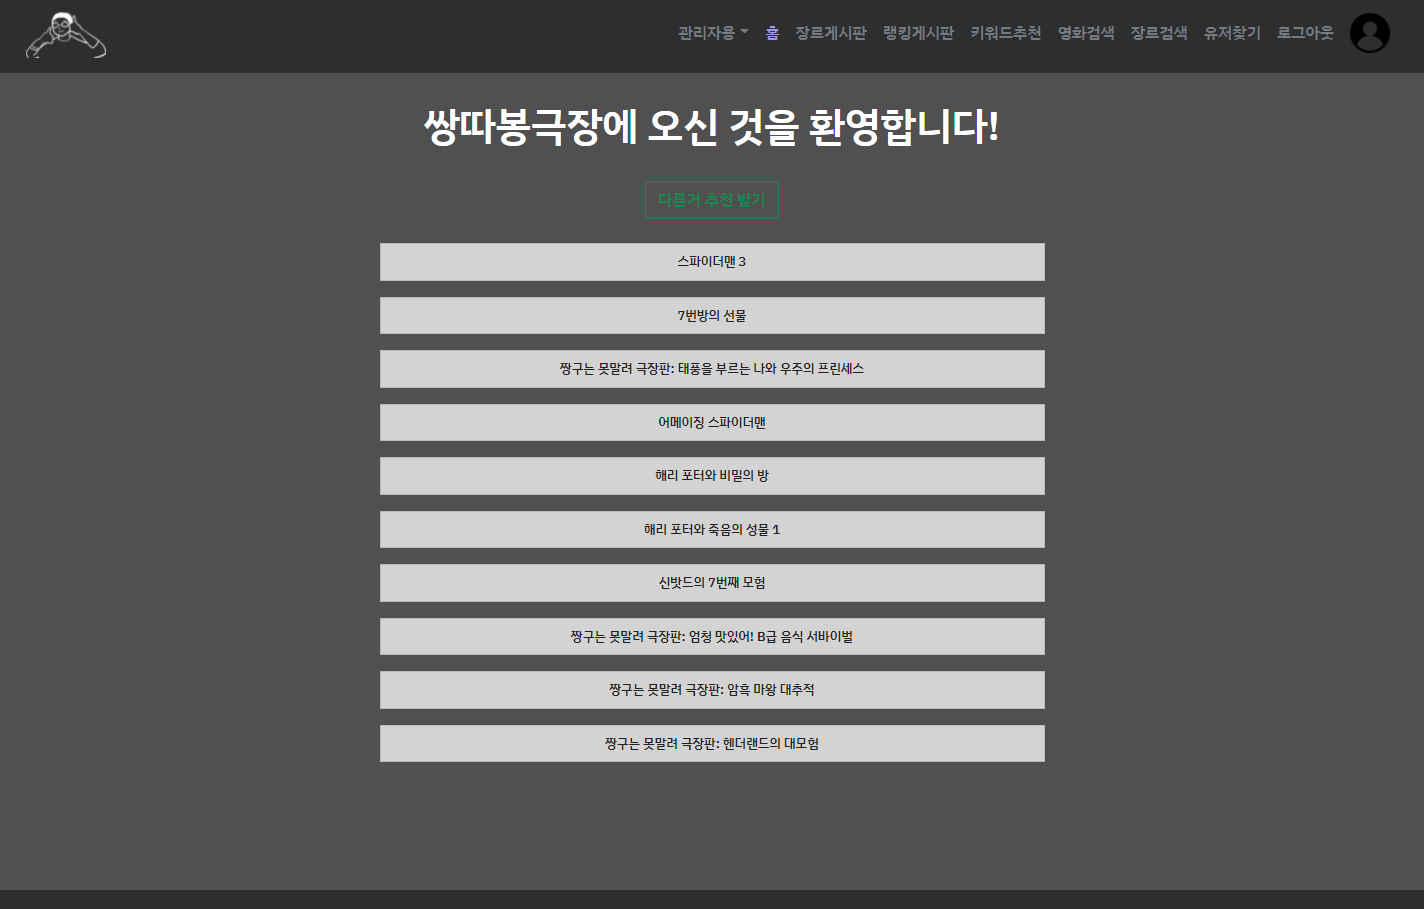 관리자용 홈 장르게시판 랭킹게시판 키워드추천 영화검색 장르검색 유저찾기 로그아웃
쌍따봉극장에 오신 것을 환영합니다!
다른거 추천 받기
스파이더맨 3
7번방의 선물
짱구는 못말려 극장판: 태풍을 부르는 나와 우주의 프린세스
어메이징 스파이더맨
해리 포터와 비밀의 방
해리 포터와 죽음의 성물 1
신밧드의 7번째 모험
짱구는 못말려 극장판: 엄청 맛있어! B급 음식 서바이벌
짱구는 못말려 극장판: 암흑 마왕 대추적
짱구는 못말려 극장판: 헨더랜드의 대모험